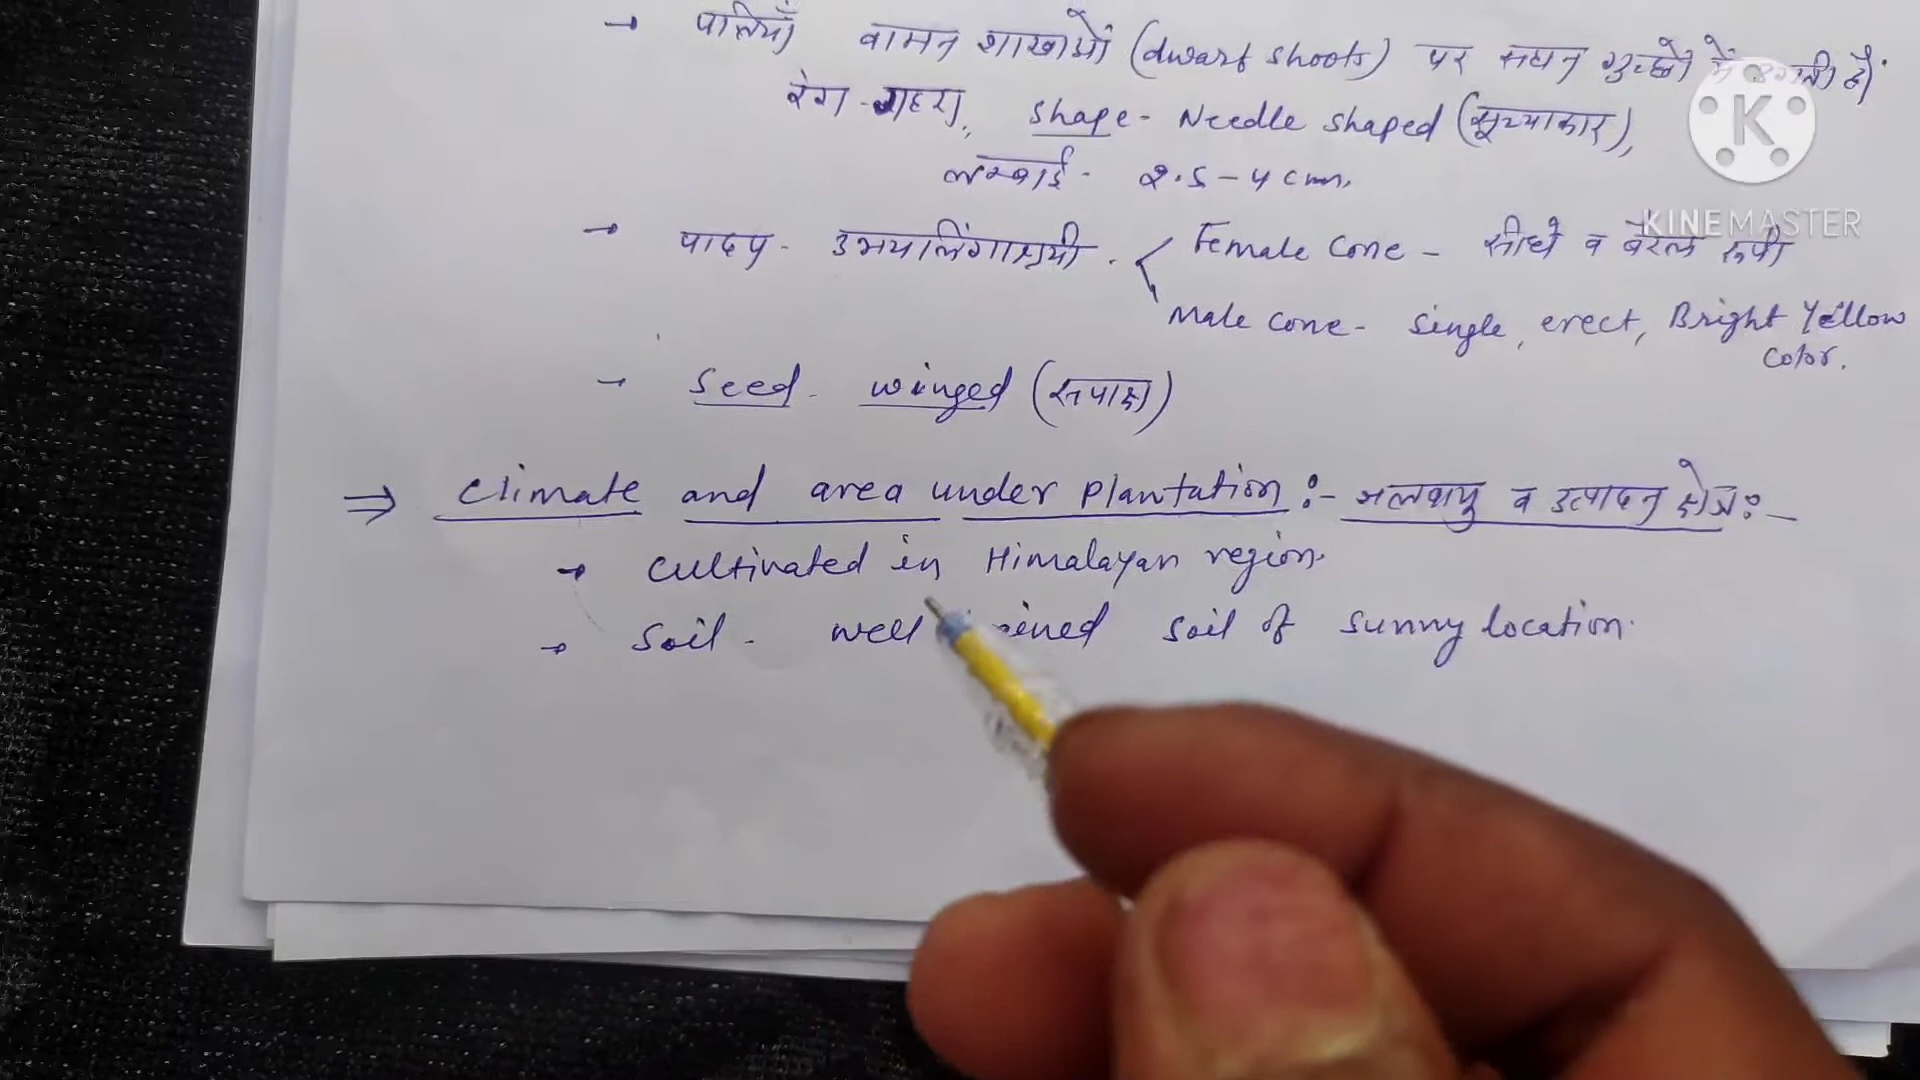 → पत्तियाँ वामन शाखाओं (dwarf shoots) पर सघन गुच्छों में उगती है।
रंग - गहरा, shape - Needle shaped (सूच्याकार),
लम्बाई - 2.5 - 4 cm,
→ पादप - उभयलिंगाश्रयी . Female cone - सीधे व बैरल रूपी
Male cone - single, erect, Bright Yellow
color.
→ Seed - winged (सपक्ष)
⇒ Climate and area under plantation :- जलवायु व उत्पादन क्षेत्र :-
→ cultivated in Himalayan region.
→ Soil - well soil of sunny location.
K
KINEMASTER